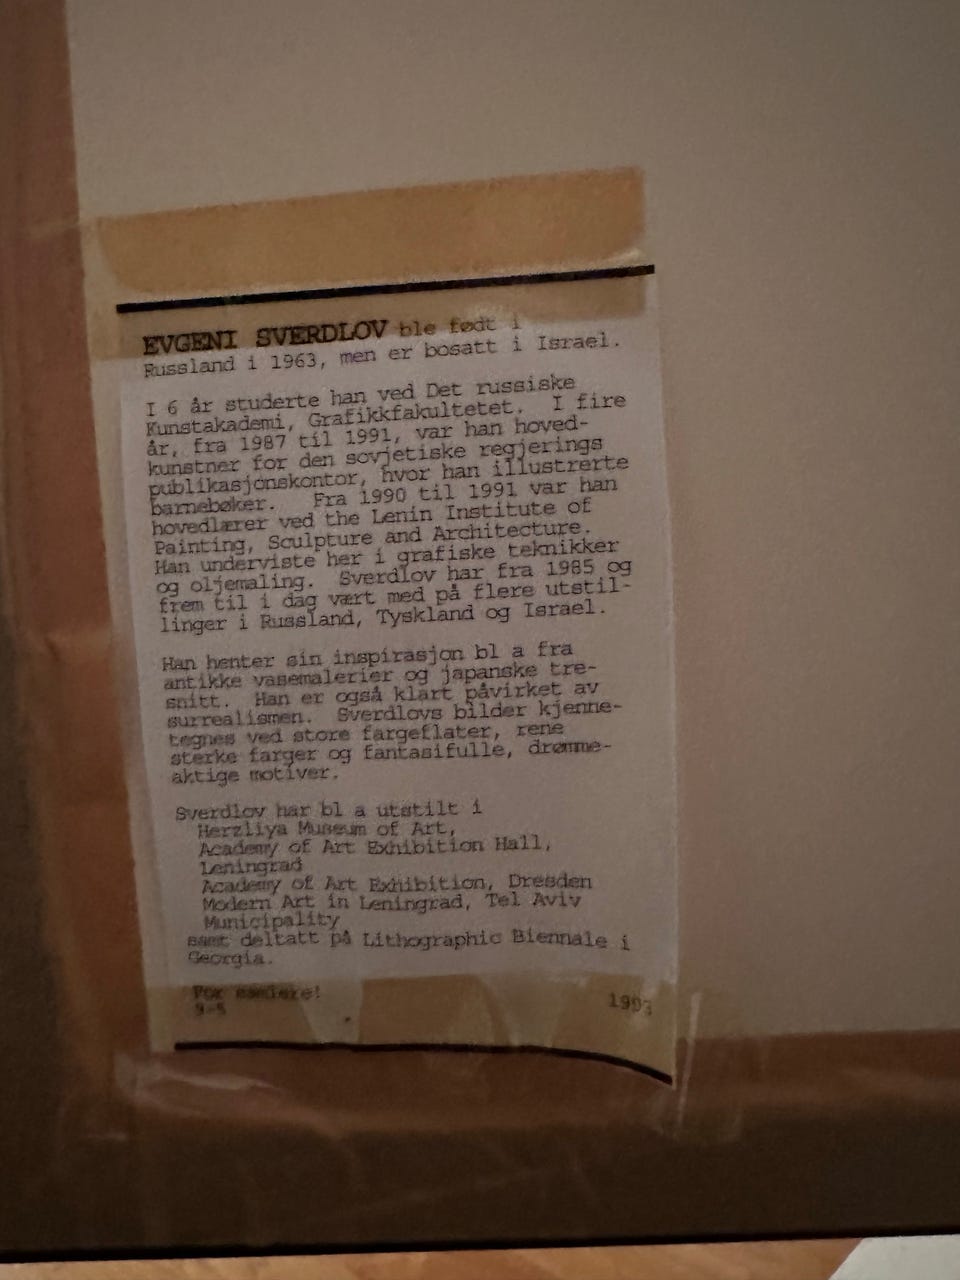 EVGENI SVERDLOV ble født i
Russland i 1963, men er bosatt i Israel.
I 6 år studerte han ved Det russiske
Kunstakademi, Grafikkfakultetet. I fire
år, fra 1987 til 1991, var han hoved-
kunstner for den sovjetiske regjerings
publikasjonskontor, hvor han illustrerte
barnebøker. Fra 1990 til 1991 var han
hovedlærer ved the Lenin Institute of
Painting, Sculpture and Architecture.
Han underviste her i grafiske teknikker
og oljemaling. Sverdlov har fra 1985 og
frem til i dag vært med på flere utstil-
linger i Russland, Tyskland og Israel.
Han henter sin inspirasjon bl a fra
antikke vasemalerier og japanske tre-
snitt. Han er også klart påvirket av
surrealismen. Sverdlovs bilder kjenne-
tegnes ved store fargeflater, rene
sterke farger og fantasifulle, drømme-
aktige motiver.
Sverdlov har bl a utstilt i
Herzliya Museum of Art,
Academy of Art Exhibition Hall,
Leningrad
Academy of Art Exhibition, Dresden
Modern Art in Leningrad, Tel Aviv
Municipality
samt deltatt på Lithographic Biennale i
Georgia.
1993